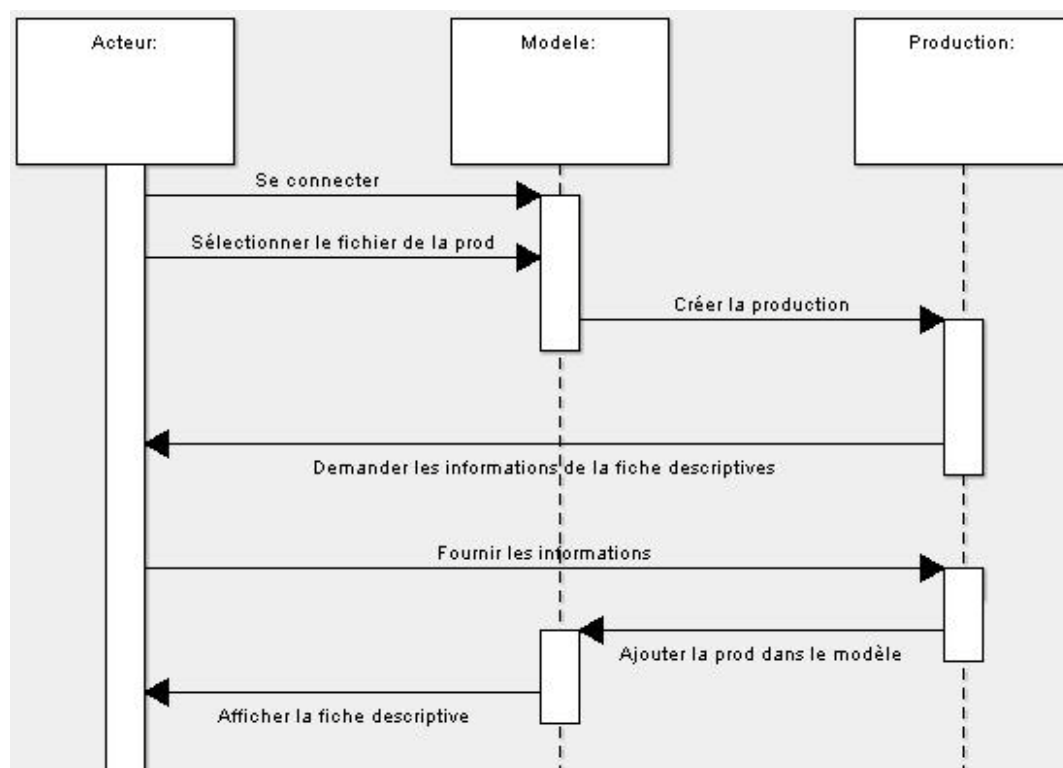 Acteur:
Modele:
Production:
Se connecter
Sélectionner le fichier de la prod
Créer la production
Demander les informations de la fiche descriptives
Fournir les informations
Ajouter la prod dans le modèle
Afficher la fiche descriptive